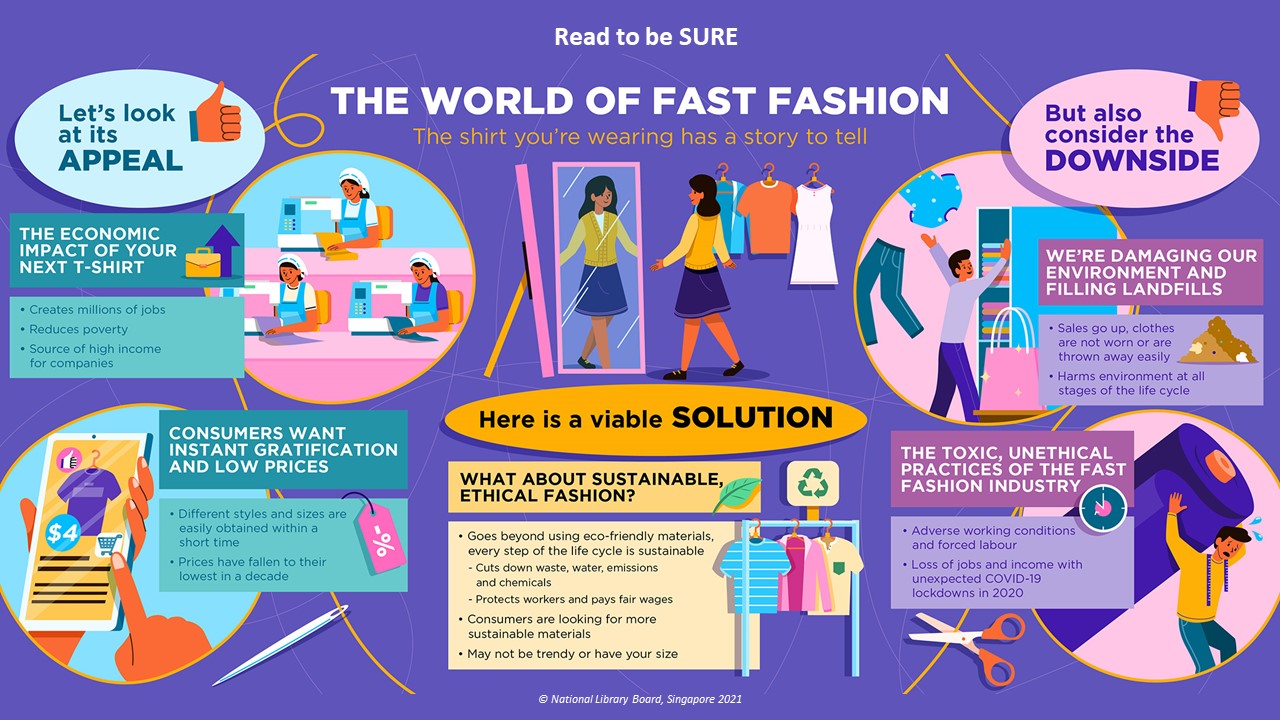 Read to be SURE
THE WORLD OF FAST FASHION
The shirt you're wearing has a story to tell
Let's look
at its
APPEAL
THE ECONOMIC
IMPACT OF YOUR
NEXT T-SHIRT
• Creates millions of jobs
• Reduces poverty
• Source of high income
for companies
CONSUMERS WANT
INSTANT GRATIFICATION
AND LOW PRICES
• Different styles and sizes are
easily obtained within a
short time
• Prices have fallen to their
lowest in a decade
$4
%
Here is a viable SOLUTION
WHAT ABOUT SUSTAINABLE,
ETHICAL FASHION?
• Goes beyond using eco-friendly materials,
every step of the life cycle is sustainable
- Cuts down waste, water, emissions
and chemicals
- Protects workers and pays fair wages
• Consumers are looking for more
sustainable materials
• May not be trendy or have your size
But also
consider the
DOWNSIDE
WE'RE DAMAGING OUR
ENVIRONMENT AND
FILLING LANDFILLS
• Sales go up, clothes
are not worn or are
thrown away easily
• Harms environment at all
stages of the life cycle
THE TOXIC, UNETHICAL
PRACTICES OF THE FAST
FASHION INDUSTRY
• Adverse working conditions
and forced labour
• Loss of jobs and income with
unexpected COVID-19
lockdowns in 2020
© National Library Board, Singapore 2021